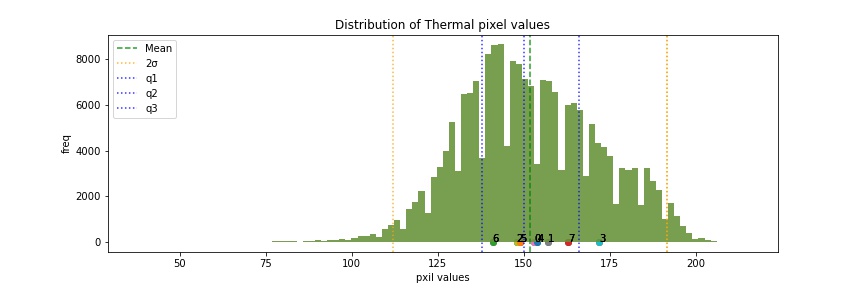 Distribution of Thermal pixel values
Mean
2σ
q1
q2
q3
freq
8000
6000
4000
2000
0
6 2 5 0 4 1 7 3
50 75 100 125 150 175 200
pxil values